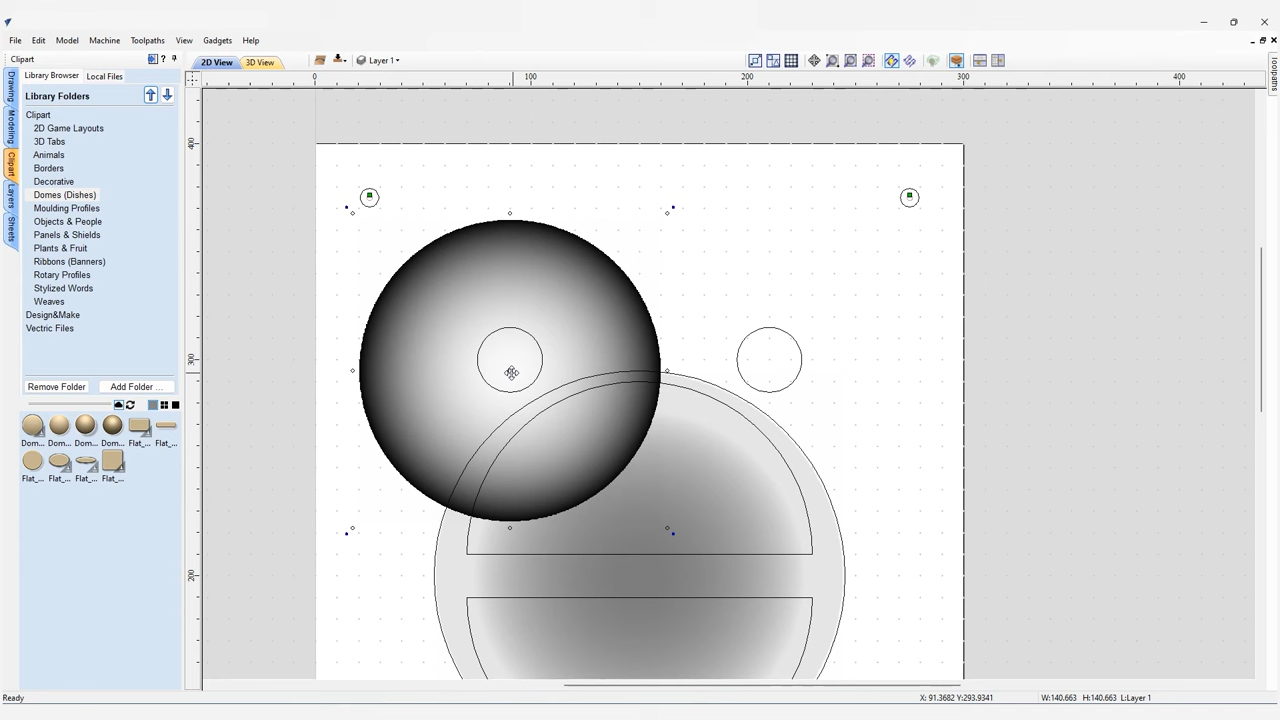 File Edit Model Machine Toolpaths View Gadgets Help
Clipart
2D View 3D View Layer 1
Library Browser Local Files
Library Folders
Clipart
2D Game Layouts
3D Tabs
Animals
Borders
Decorative
Domes (Dishes)
Moulding Profiles
Objects & People
Panels & Shields
Plants & Fruit
Ribbons (Banners)
Rotary Profiles
Stylized Words
Weaves
Design&Make
Vectric Files
Remove Folder Add Folder ...
Dom... Dom... Dom... Dom... Flat_... Flat_...
Flat_... Flat_... Flat_... Flat_...
Drawing
Modeling
Clipart
Layers
Sheets
0 100 200 300 400
400
300
200
Toolpaths
Ready X: 91.3682 Y:293.9341 W:140.663 H:140.663 L:Layer 1